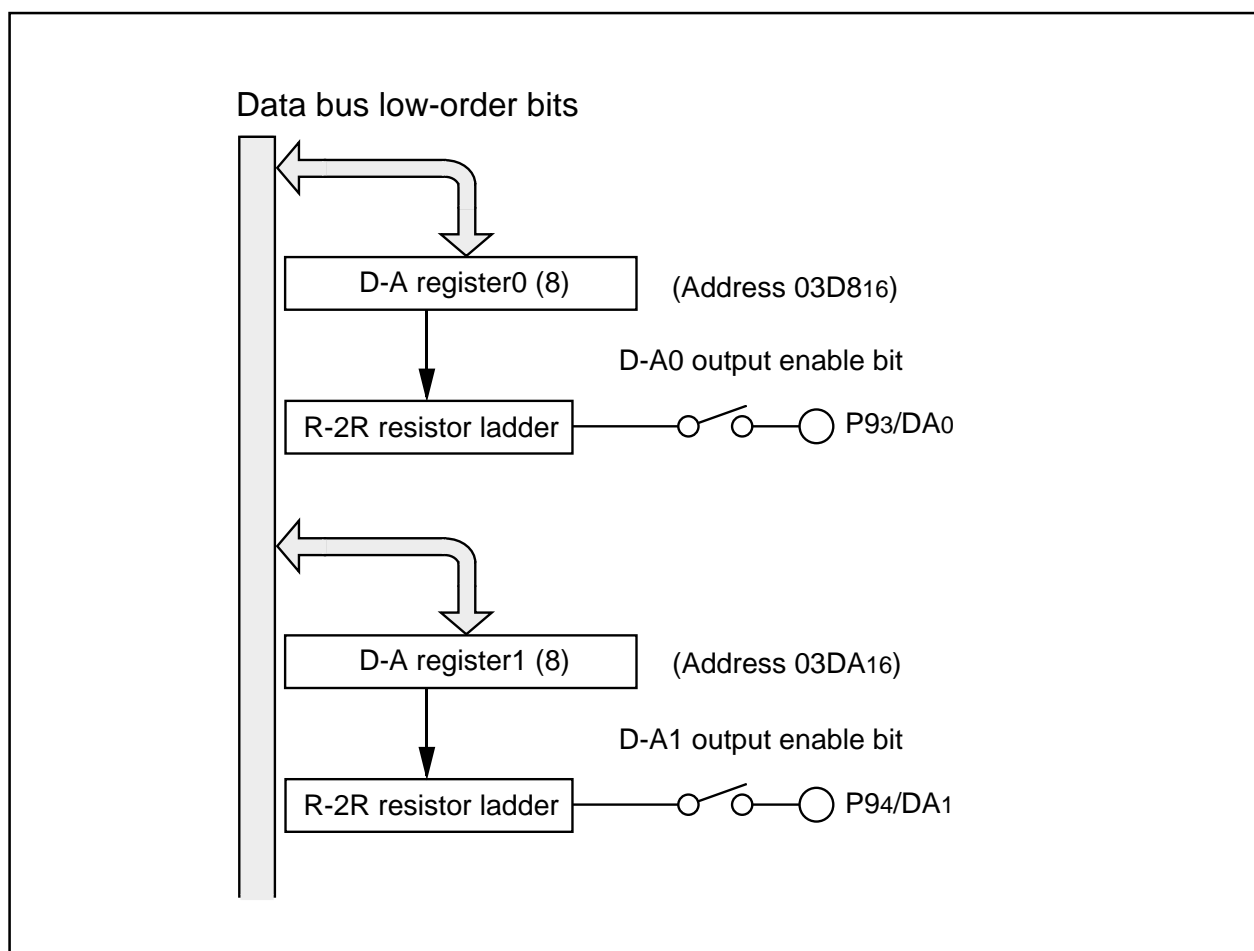 Data bus low-order bits
D-A register0 (8)
(Address 03D816)
D-A0 output enable bit
R-2R resistor ladder
P93/DA0
D-A register1 (8)
(Address 03DA16)
D-A1 output enable bit
R-2R resistor ladder
P94/DA1